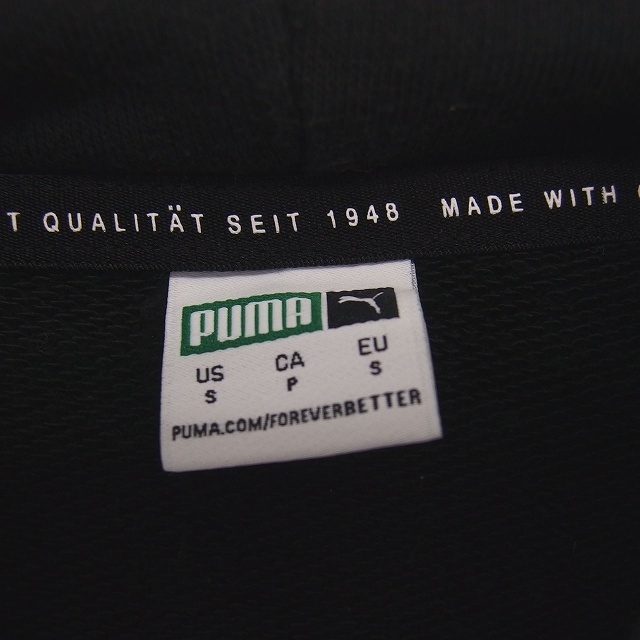 T QUALITÄT SEIT 1948 MADE WITH
PUMA
US CA EU
S P S
PUMA.COM/FOREVERBETTER